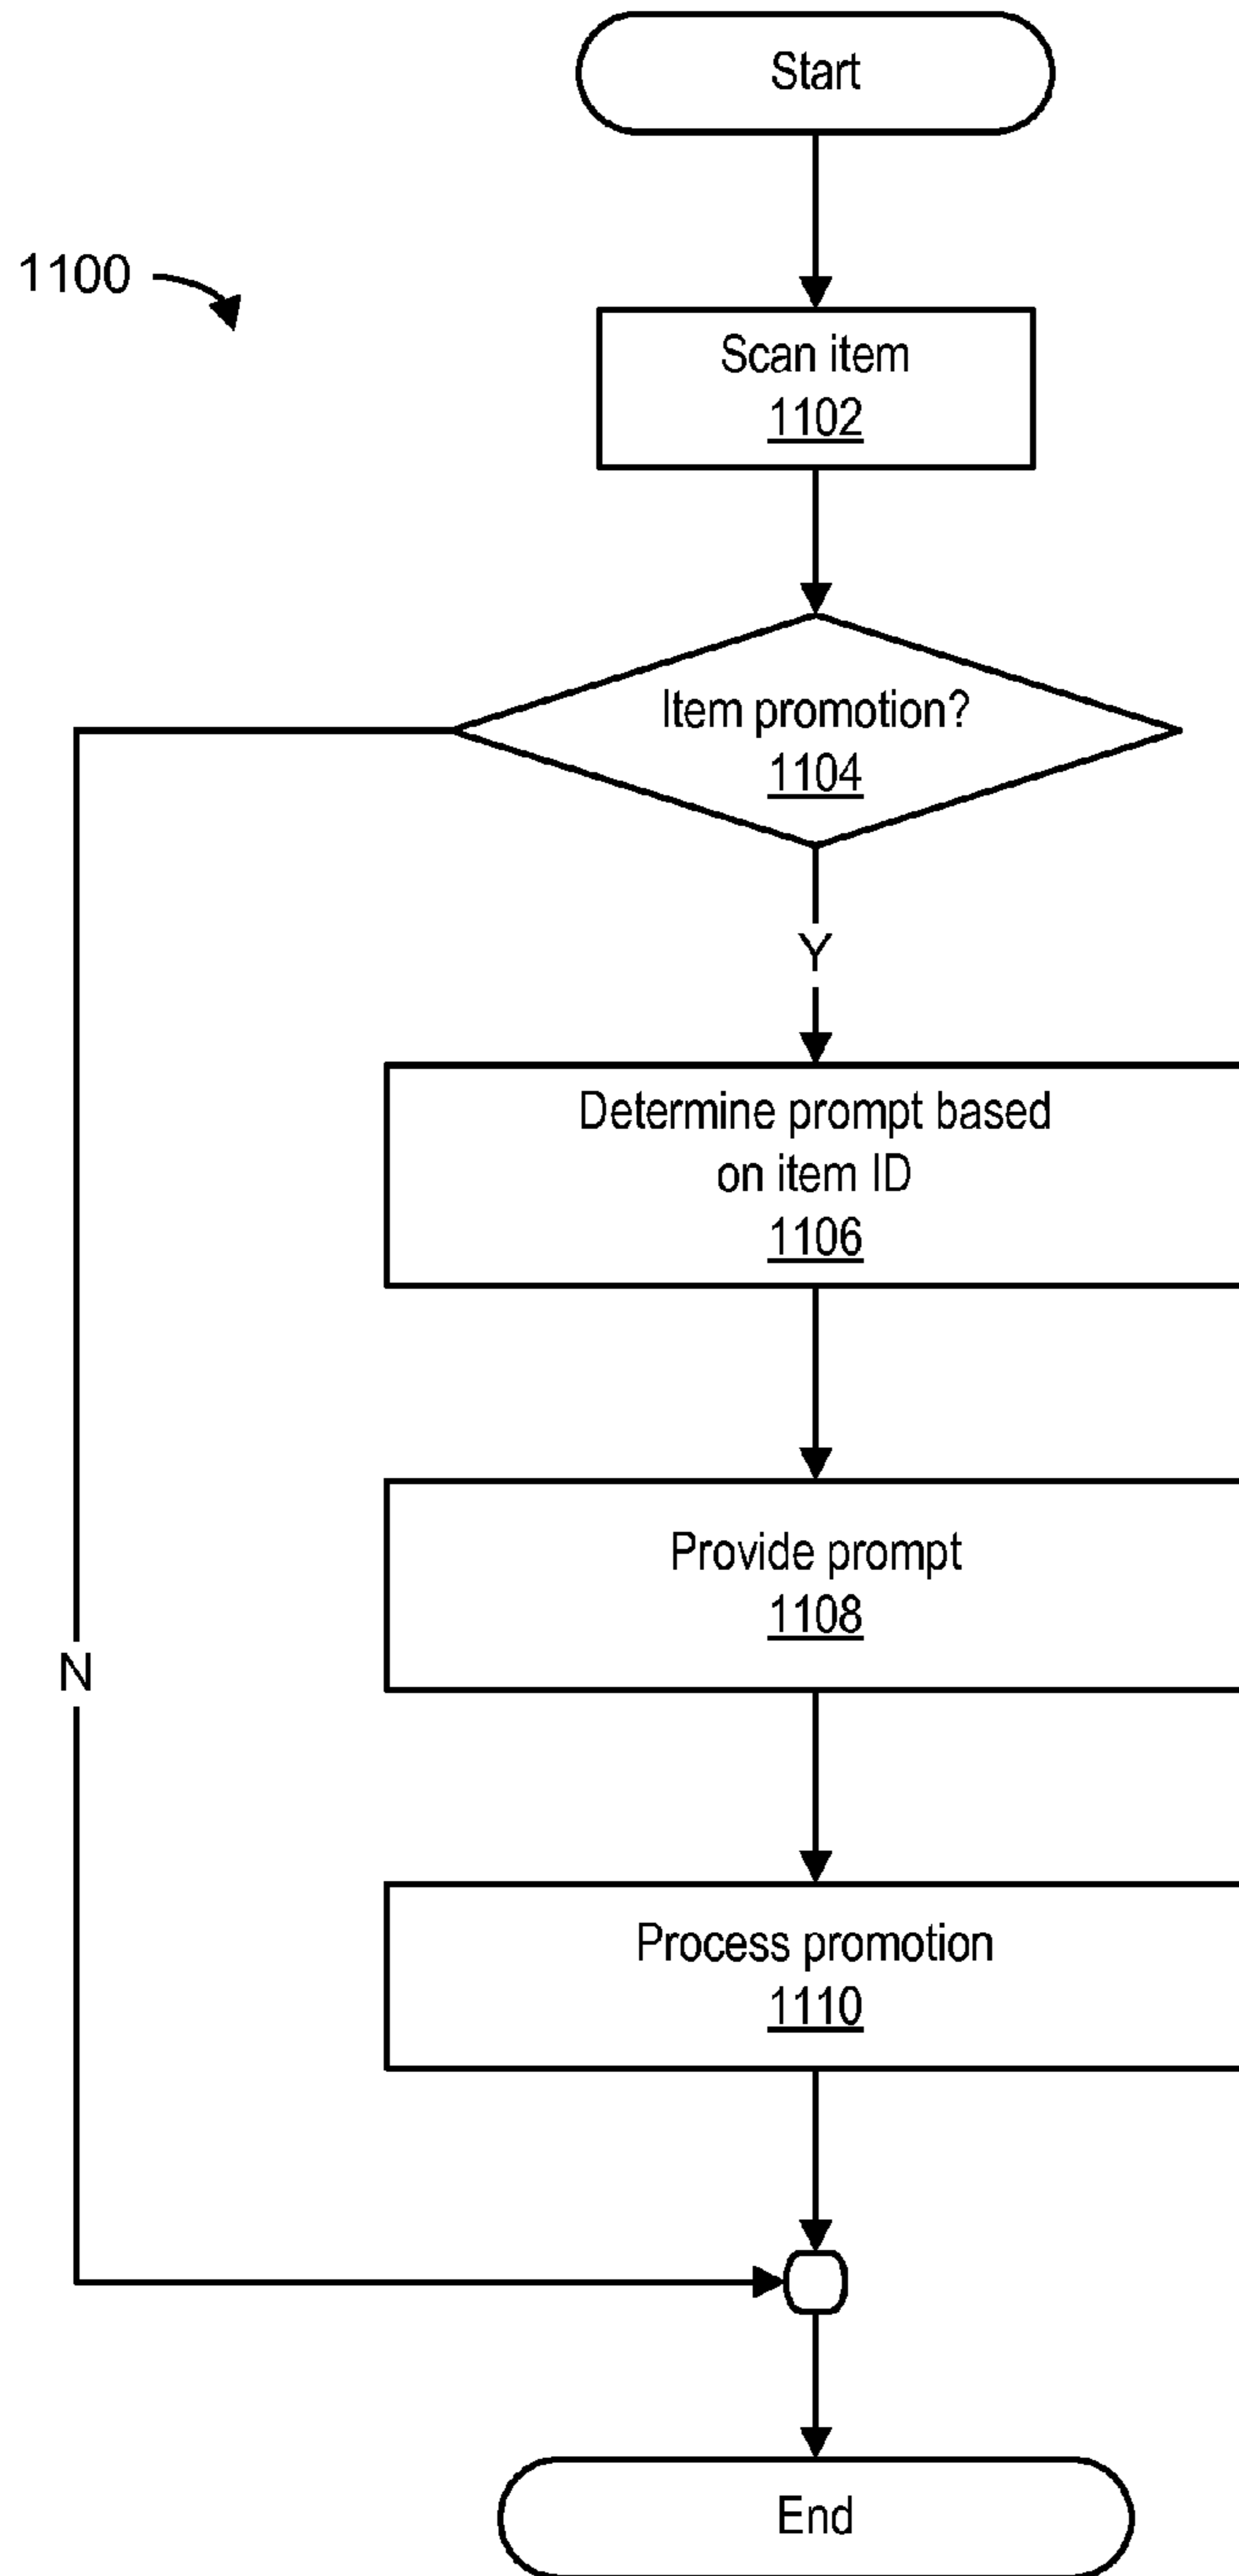 Start
1100
Scan item
1102
Item promotion?
1104
Y
Determine prompt based
on item ID
1106
Provide prompt
1108
N
Process promotion
1110
End